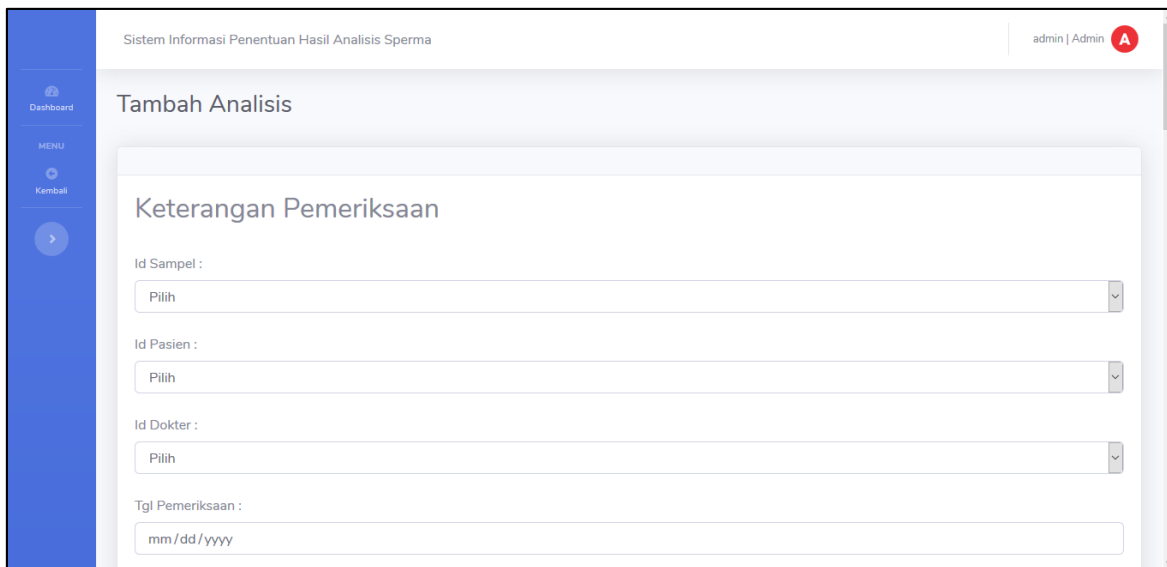 Sistem Informasi Penentuan Hasil Analisis Sperma
admin | Admin A
Dashboard
MENU
Kembali
Tambah Analisis
Keterangan Pemeriksaan
Id Sampel :
Pilih
Id Pasien :
Pilih
Id Dokter :
Pilih
Tgl Pemeriksaan :
mm/dd/yyyy